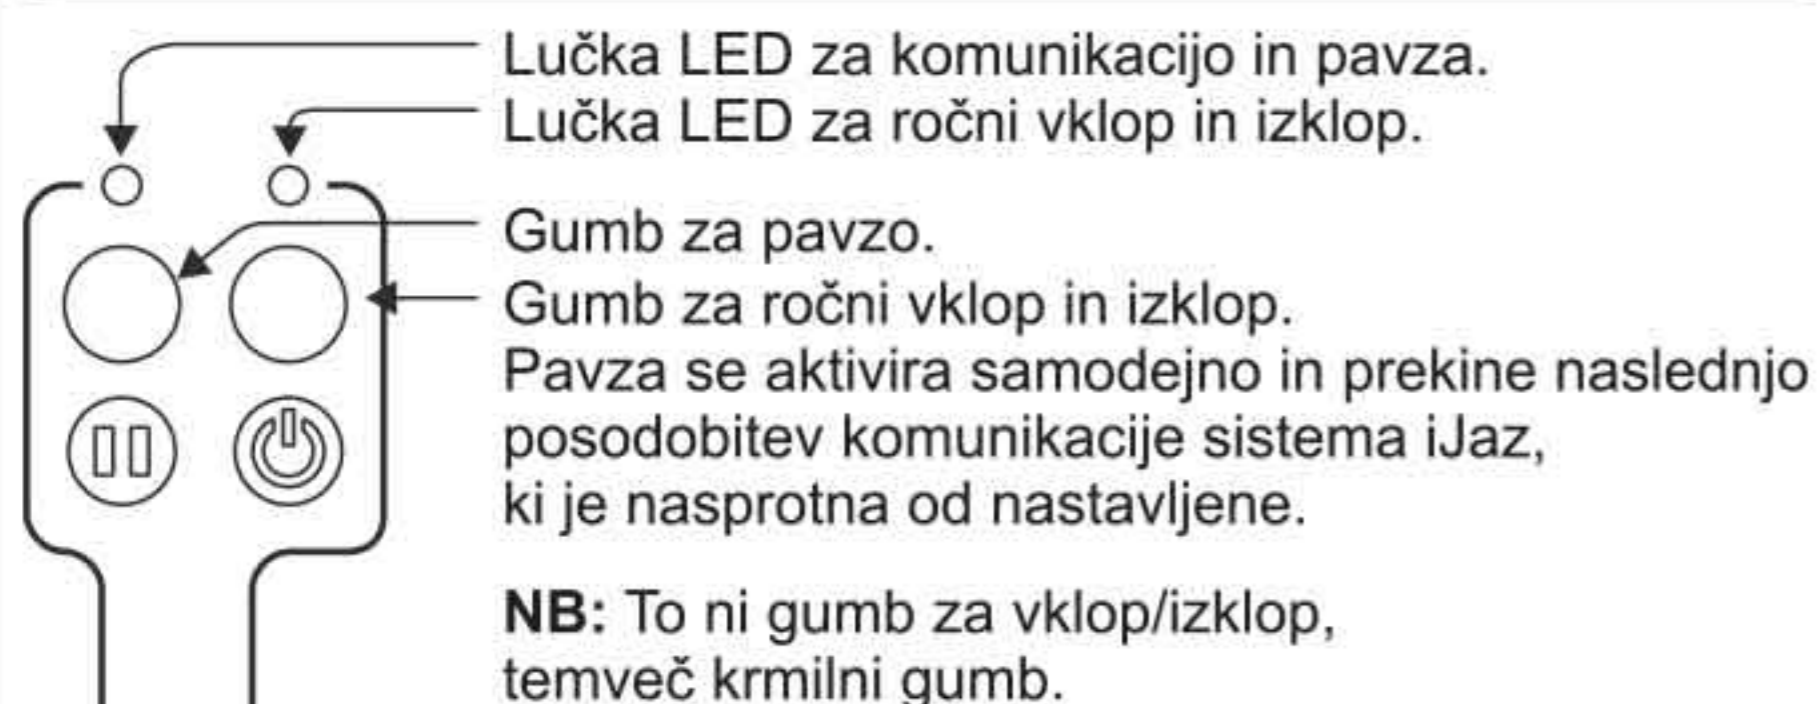 Lučka LED za komunikacijo in pavza.
Lučka LED za ročni vklop in izklop.
Gumb za pavzo.
Gumb za ročni vklop in izklop.
Pavza se aktivira samodejno in prekine naslednjo
posodobitev komunikacije sistema iJaz,
ki je nasprotna od nastavljene.
NB: To ni gumb za vklop/izklop,
temveč krmilni gumb.